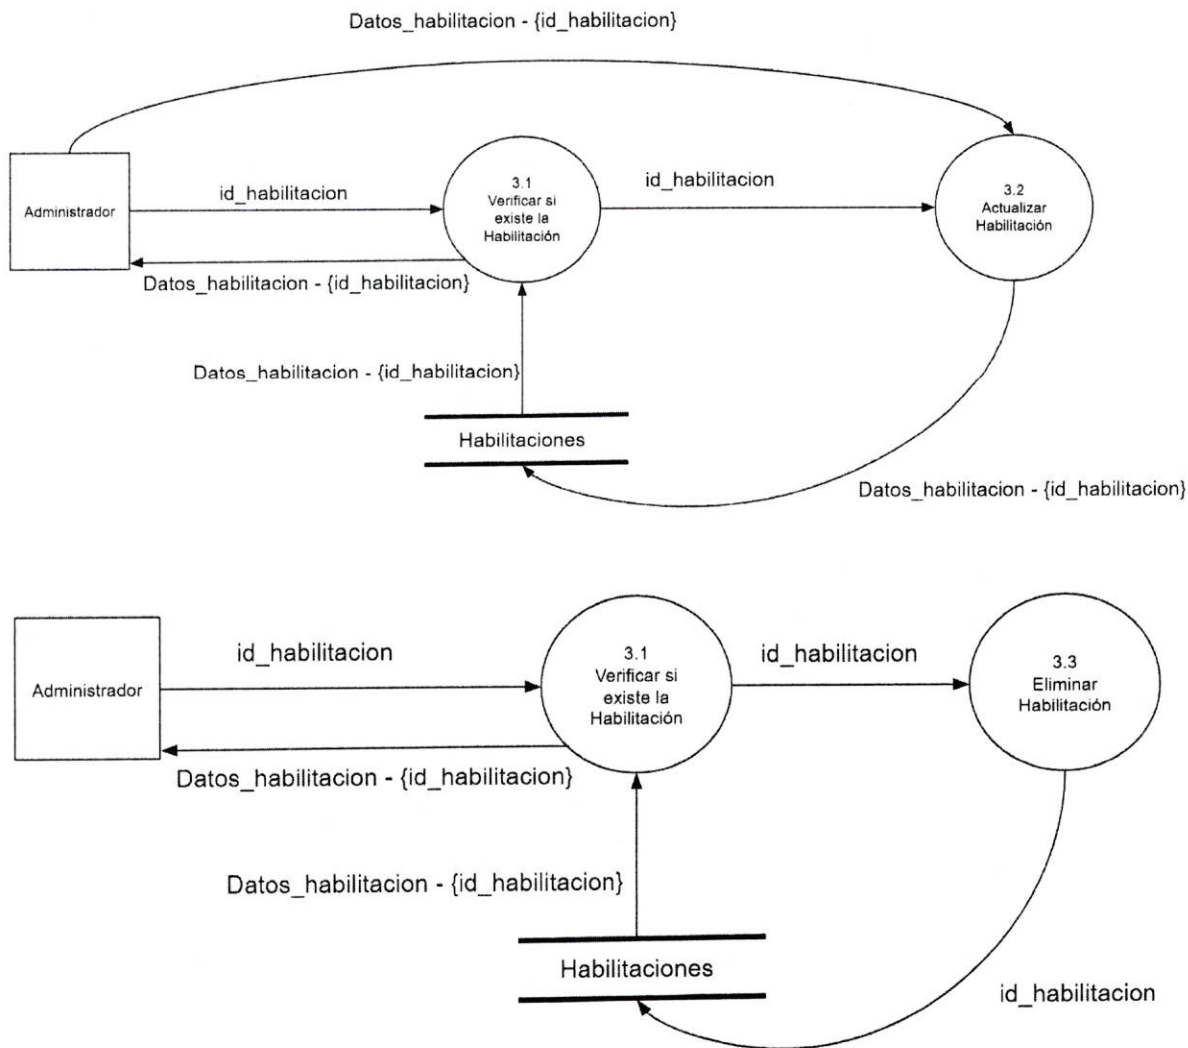 Datos_habilitacion - {id_habilitacion}
Administrador
id_habilitacion
3.1
Verificar si
existe la
Habilitación
id_habilitacion
3.2
Actualizar
Habilitación
Datos_habilitacion - {id_habilitacion}
Datos_habilitacion - {id_habilitacion}
Habilitaciones
Datos_habilitacion - {id_habilitacion}
Administrador
id_habilitacion
3.1
Verificar si
existe la
Habilitación
id_habilitacion
3.3
Eliminar
Habilitación
Datos_habilitacion - {id_habilitacion}
Datos_habilitacion - {id_habilitacion}
Habilitaciones
id_habilitacion